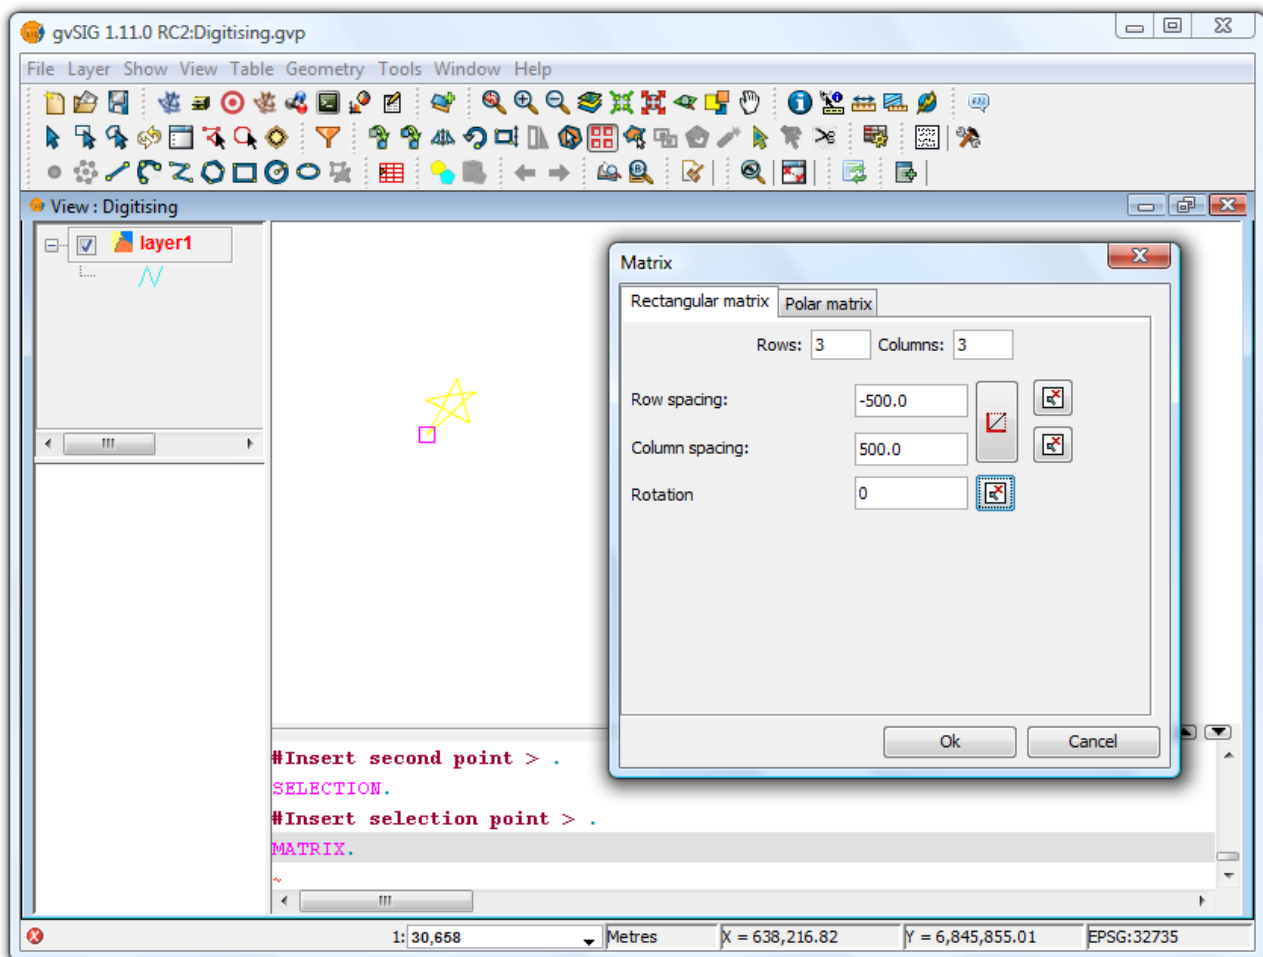 gvSIG 1.11.0 RC2:Digitising.gvp
File Layer Show View Table Geometry Tools Window Help
View : Digitising
layer1
Matrix
Rectangular matrix Polar matrix
Rows: 3 Columns: 3
Row spacing: -500.0
Column spacing: 500.0
Rotation 0
Ok Cancel
#Insert second point > .
SELECTION.
#Insert selection point > .
MATRIX.
~
1: 30,658 Metres X = 638,216.82 Y = 6,845,855.01 EPSG:32735